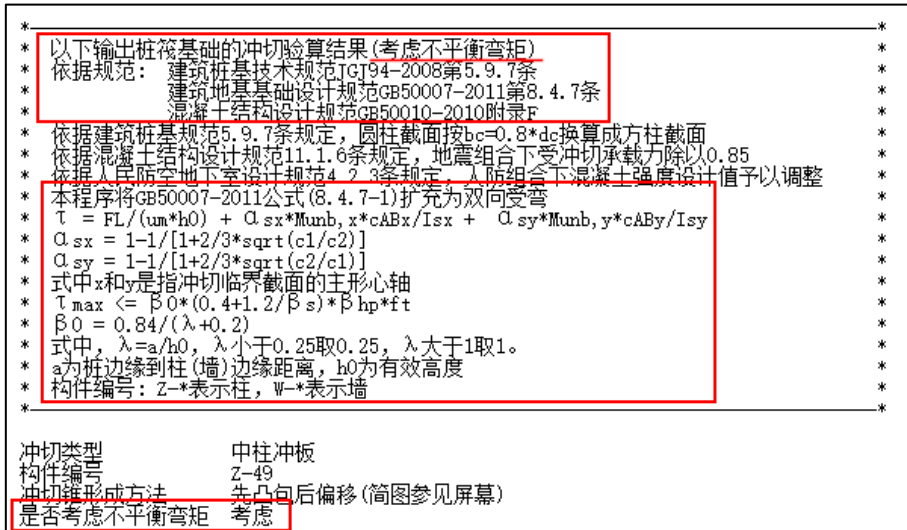 *————————————————————*
* 以下输出桩筏基础的冲切验算结果(考虑不平衡弯矩) *
* 依据规范: 建筑桩基技术规范JGJ94-2008第5.9.7条 *
* 建筑地基基础设计规范GB50007-2011第8.4.7条 *
* 混凝土结构设计规范GB50010-2010附录F *
* 依据建筑桩基规范5.9.7条规定, 圆柱截面按bc=0.8*dc换算成方柱截面 *
* 依据混凝土结构设计规范11.1.6条规定, 地震组合下受冲切承载力除以0.85 *
* 依据人民防空地下室设计规范4.2.3条规定, 人防组合下混凝土强度设计值予以调整 *
* 本程序将GB50007-2011公式(8.4.7-1)扩充为双向受弯 *
* τ = FL/(um*h0) + αsx*Munb,x*cABx/Isx + αsy*Munb,y*cABy/Isy *
* αsx = 1-1/[1+2/3*sqrt(c1/c2)] *
* αsy = 1-1/[1+2/3*sqrt(c2/c1)] *
* 式中x和y是指冲切临界截面的主形心轴 *
* τmax <= β0*(0.4+1.2/βs)*βhp*ft *
* β0 = 0.84/(λ+0.2) *
* 式中, λ=a/h0, λ小于0.25取0.25, λ大于1取1。 *
* a为桩边缘到柱(墙)边缘距离, h0为有效高度 *
* 构件编号: Z-*表示柱, W-*表示墙 *
*————————————————————*
冲切类型 中柱冲板
构件编号 Z-49
冲切锥形成方法 先凸包后偏移(简图参见屏幕)
是否考虑不平衡弯矩 考虑